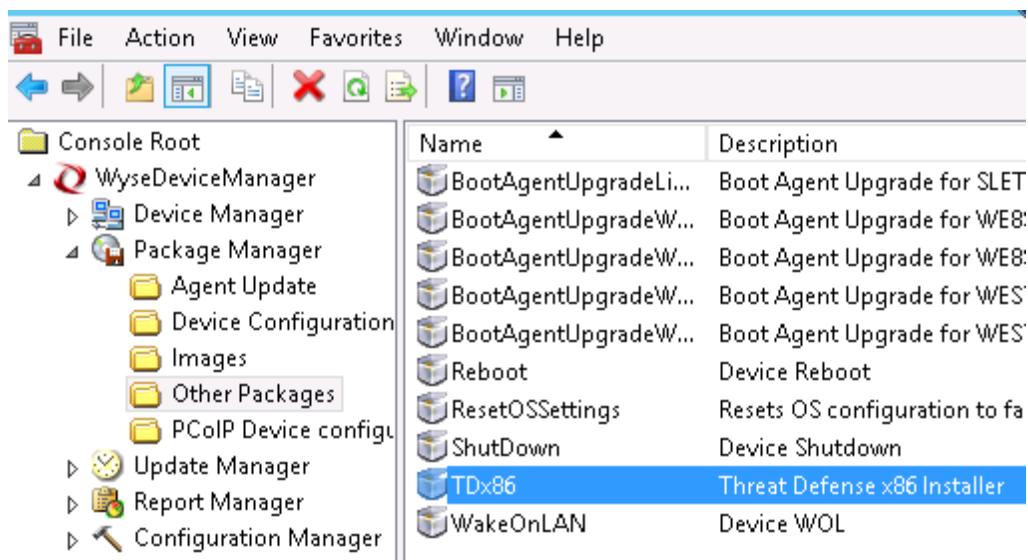 File Action View Favorites Window Help
Console Root
WyseDeviceManager
Device Manager
Package Manager
Agent Update
Device Configuration
Images
Other Packages
PCoIP Device configu
Update Manager
Report Manager
Configuration Manager
Name Description
BootAgentUpgradeLi... Boot Agent Upgrade for SLET
BootAgentUpgradeW... Boot Agent Upgrade for WE8S
BootAgentUpgradeW... Boot Agent Upgrade for WE8
BootAgentUpgradeW... Boot Agent Upgrade for WES
BootAgentUpgradeW... Boot Agent Upgrade for WES
Reboot Device Reboot
ResetOSSettings Resets OS configuration to fa
ShutDown Device Shutdown
TDx86 Threat Defense x86 Installer
WakeOnLAN Device WOL